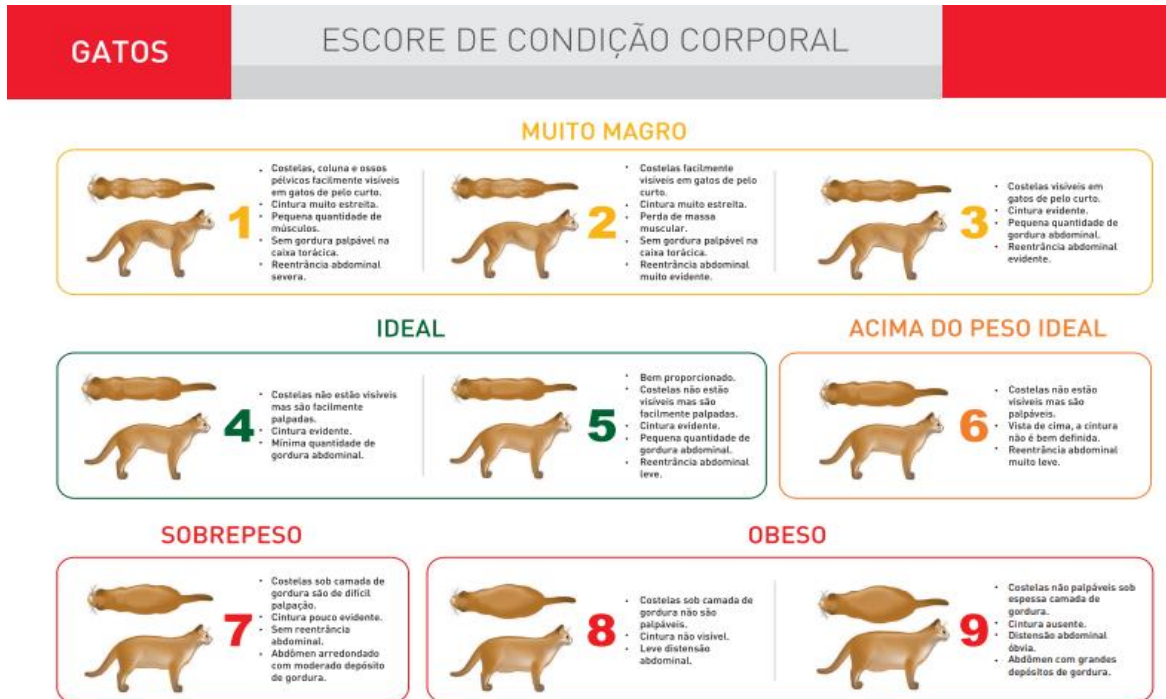 GATOS
ESCORE DE CONDIÇÃO CORPORAL
MUITO MAGRO
1
• Costelas, coluna e ossos
pélvicos facilmente visíveis
em gatos de pelo curto.
• Cintura muito estreita.
• Pequena quantidade de
músculos.
• Sem gordura palpável na
caixa torácica.
• Reentrância abdominal
severa.
2
• Costelas facilmente
visíveis em gatos de pelo
curto.
• Cintura muito estreita.
• Perda de massa
muscular.
• Sem gordura palpável na
caixa torácica.
• Reentrância abdominal
muito evidente.
3
• Costelas visíveis em
gatos de pelo curto.
• Cintura evidente.
• Pequena quantidade de
gordura abdominal.
• Reentrância abdominal
evidente.
IDEAL
4
• Costelas não estão visíveis
mas são facilmente
palpadas.
• Cintura evidente.
• Mínima quantidade de
gordura abdominal.
5
• Bem proporcionado.
• Costelas não estão
visíveis mas são
facilmente palpadas.
• Cintura evidente.
• Pequena quantidade de
gordura abdominal.
• Reentrância abdominal
leve.
ACIMA DO PESO IDEAL
6
• Costelas não estão
visíveis mas são
palpáveis.
• Vista de cima, a cintura
não é bem definida.
• Reentrância abdominal
muito leve.
SOBREPESO
7
• Costelas sob camada de
gordura são de difícil
palpação.
• Cintura pouco evidente.
• Sem reentrância
abdominal.
• Abdômen arredondado
com moderado depósito
de gordura.
OBESO
8
• Costelas sob camada de
gordura não são
palpáveis.
• Cintura não visível.
• Leve distensão
abdominal.
9
• Costelas não palpáveis sob
espessa camada de
gordura.
• Cintura ausente.
• Distensão abdominal
óbvia.
• Abdômen com grandes
depósitos de gordura.